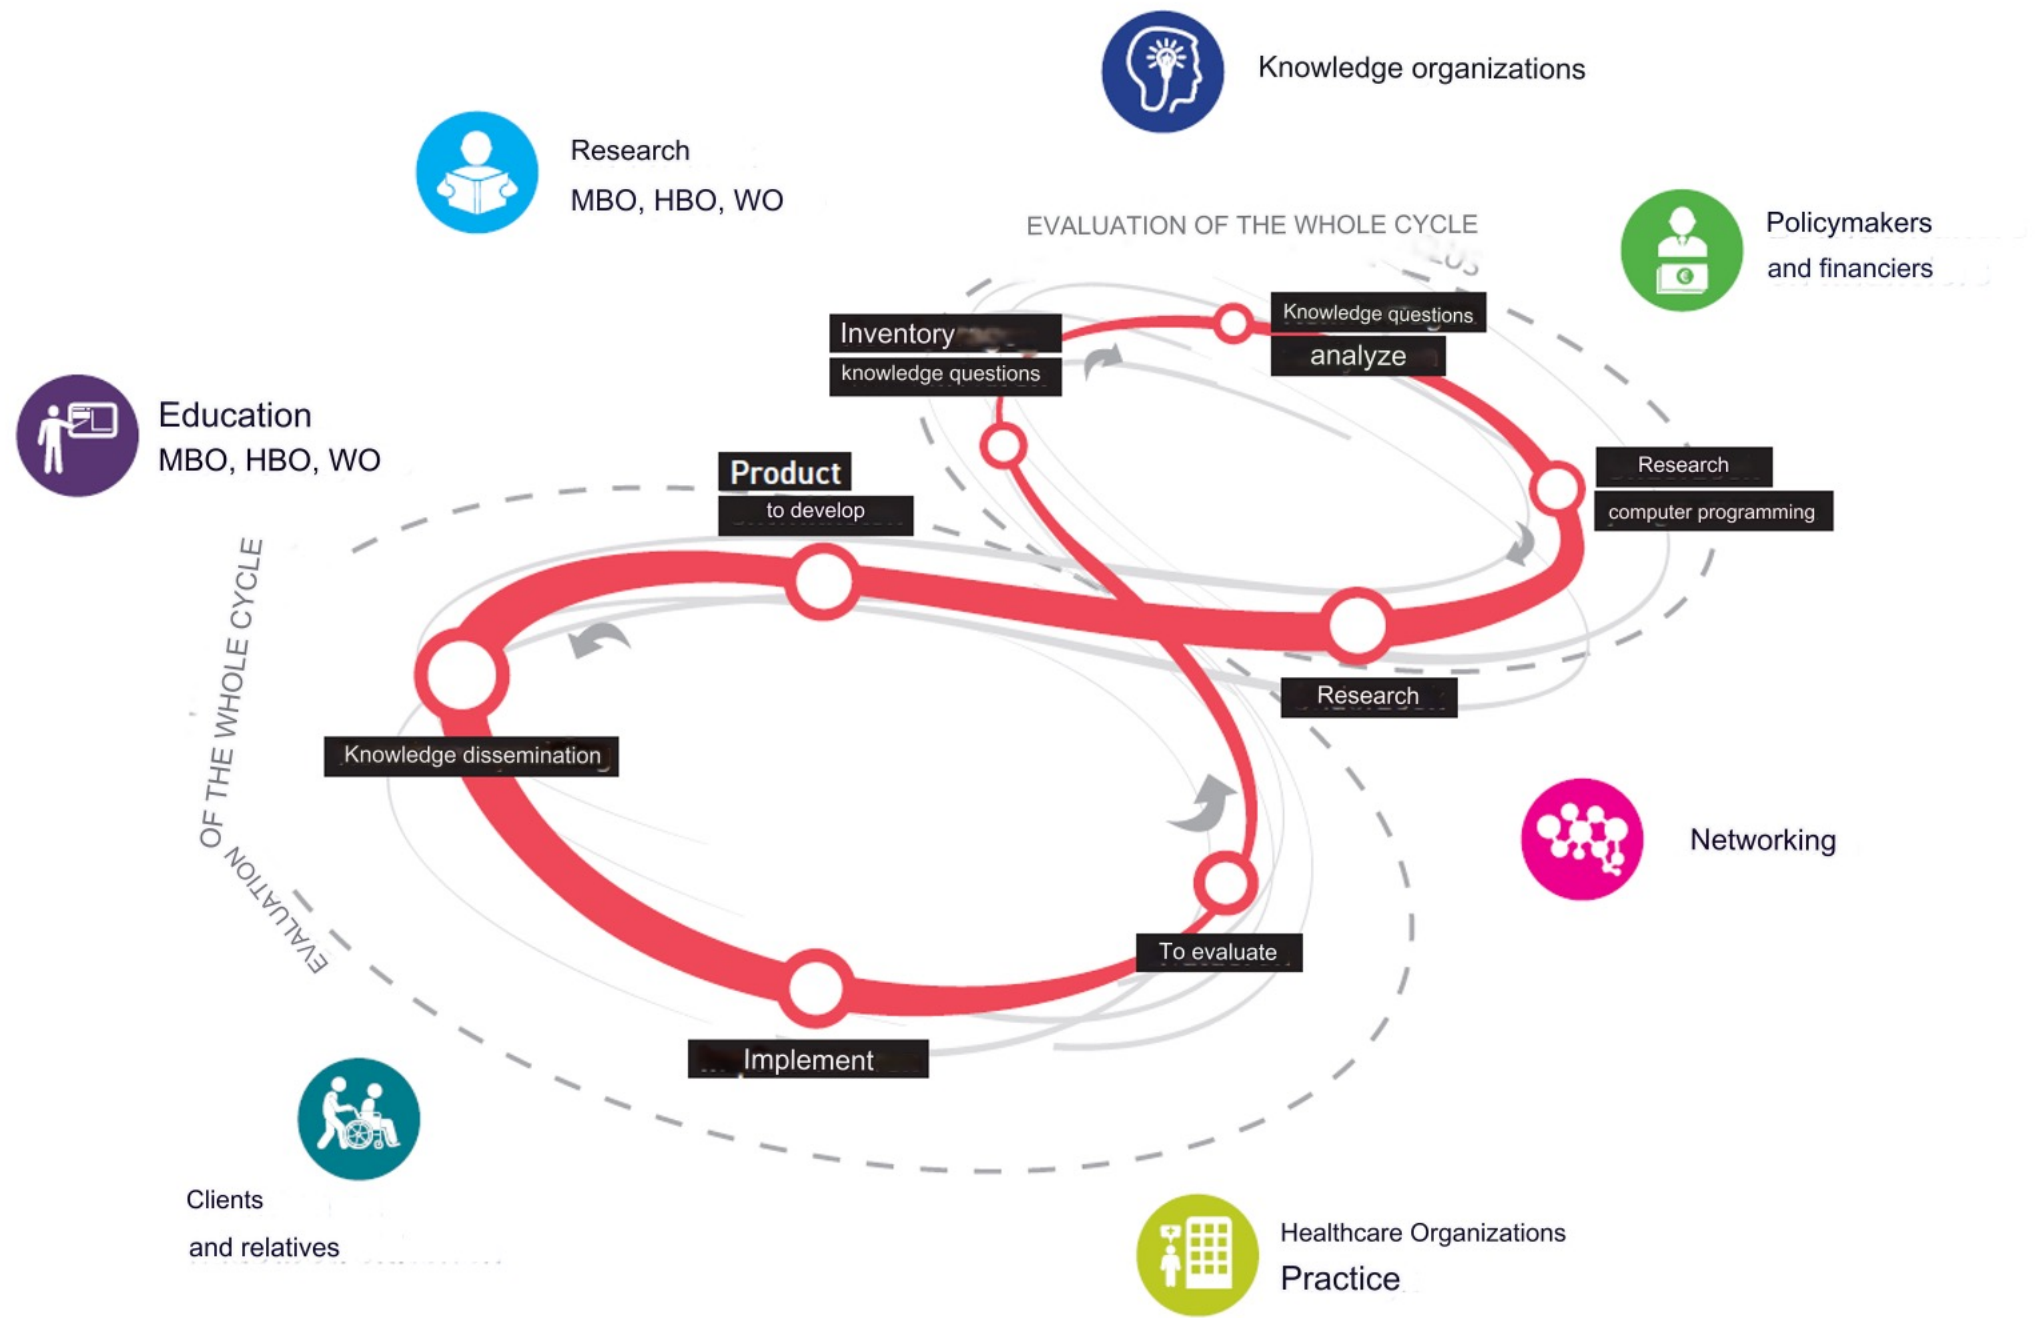 Knowledge organizations
Research
MBO, HBO, WO
Policymakers
and financiers
EVALUATION OF THE WHOLE CYCLE
Inventory
knowledge questions
Knowledge questions
analyze
Education
MBO, HBO, WO
Product
to develop
Research
computer programming
Research
Knowledge dissemination
EVALUATION OF THE WHOLE CYCLE
Networking
To evaluate
Implement
Clients
and relatives
Healthcare Organizations
Practice